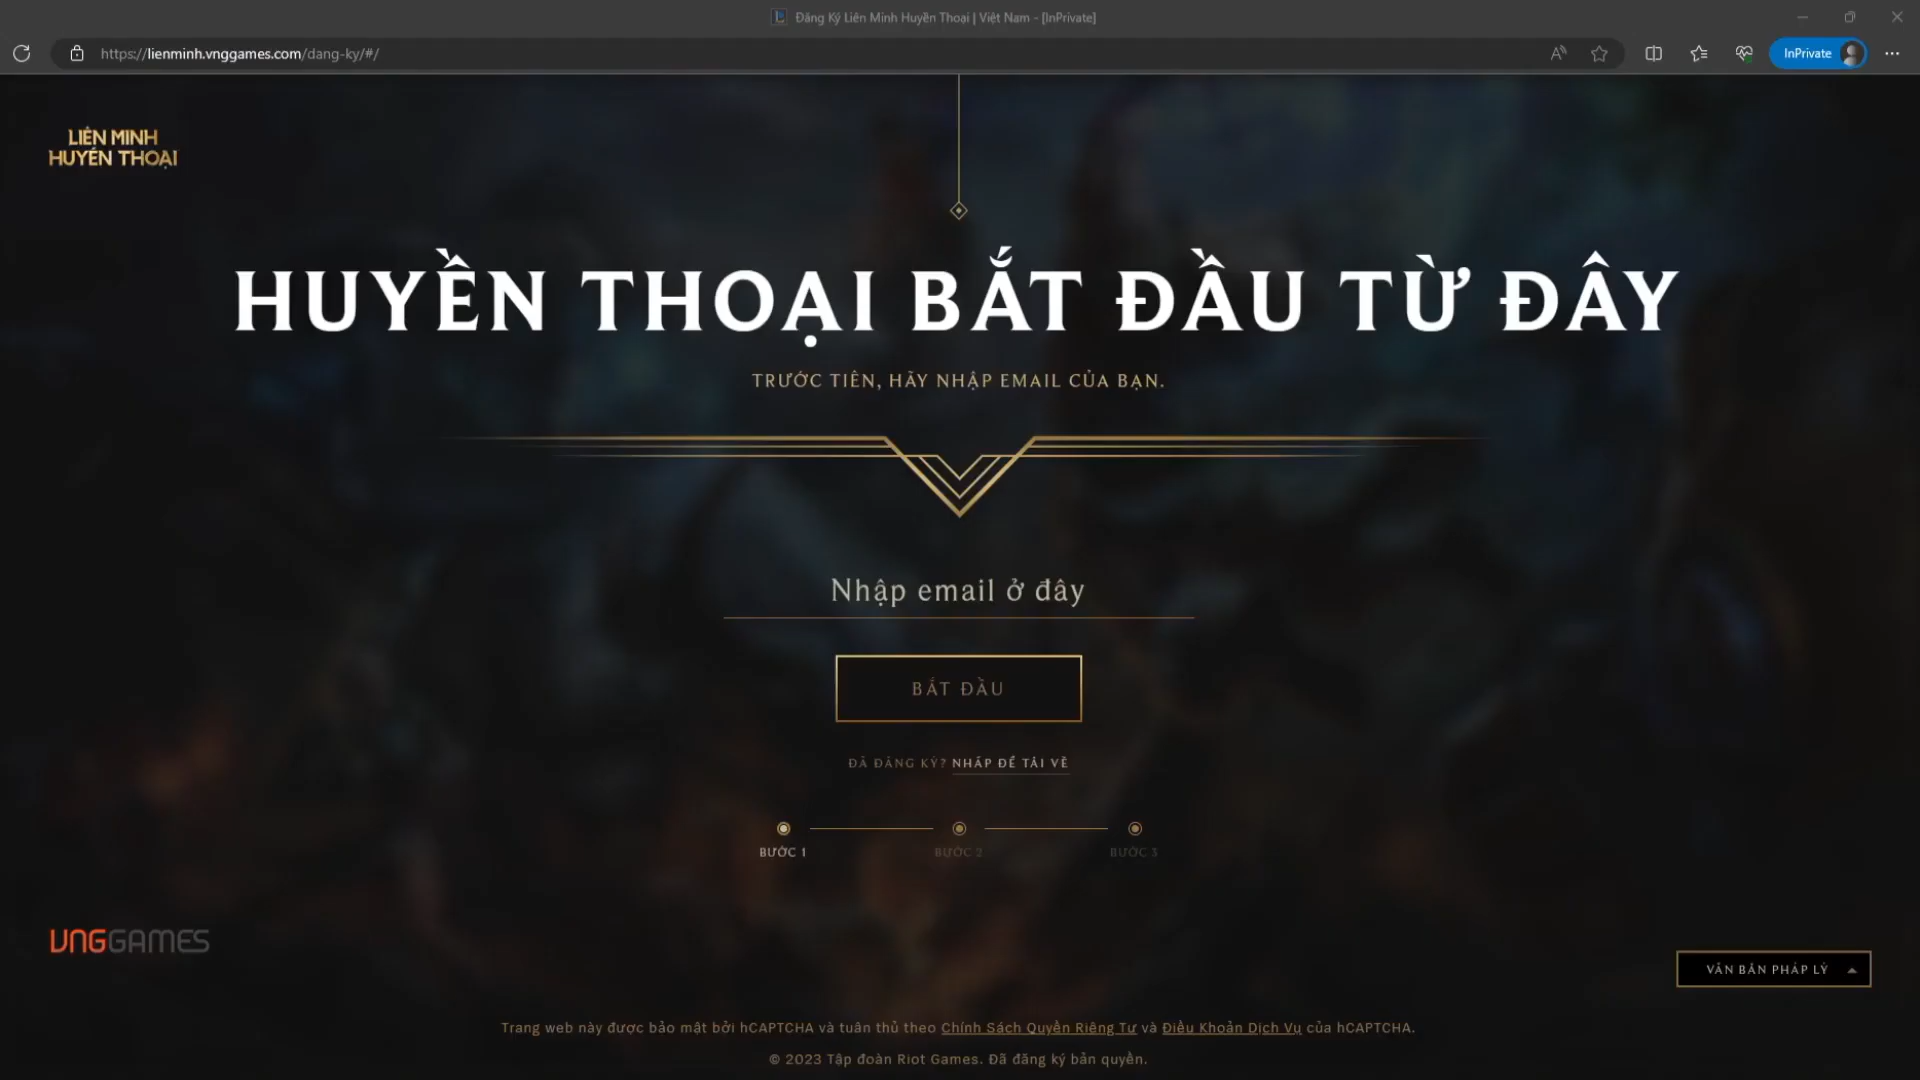 Đăng Ký Liên Minh Huyền Thoại | Việt Nam - [InPrivate]
https://lienminh.vnggames.com/dang-ky/#/
InPrivate
LIÊN MINH
HUYỀN THOẠI
HUYỀN THOẠI BẮT ĐẦU TỪ ĐÂY
TRƯỚC TIÊN, HÃY NHẬP EMAIL CỦA BẠN.
Nhập email ở đây
BẮT ĐẦU
ĐÃ ĐĂNG KÝ? NHẤP ĐỂ TẢI VỀ
BƯỚC 1
BƯỚC 2
BƯỚC 3
VNGGAMES
VĂN BẢN PHÁP LÝ
Trang web này được bảo mật bởi hCAPTCHA và tuân thủ theo Chính Sách Quyền Riêng Tư và Điều Khoản Dịch Vụ của hCAPTCHA.
© 2023 Tập đoàn Riot Games. Đã đăng ký bản quyền.